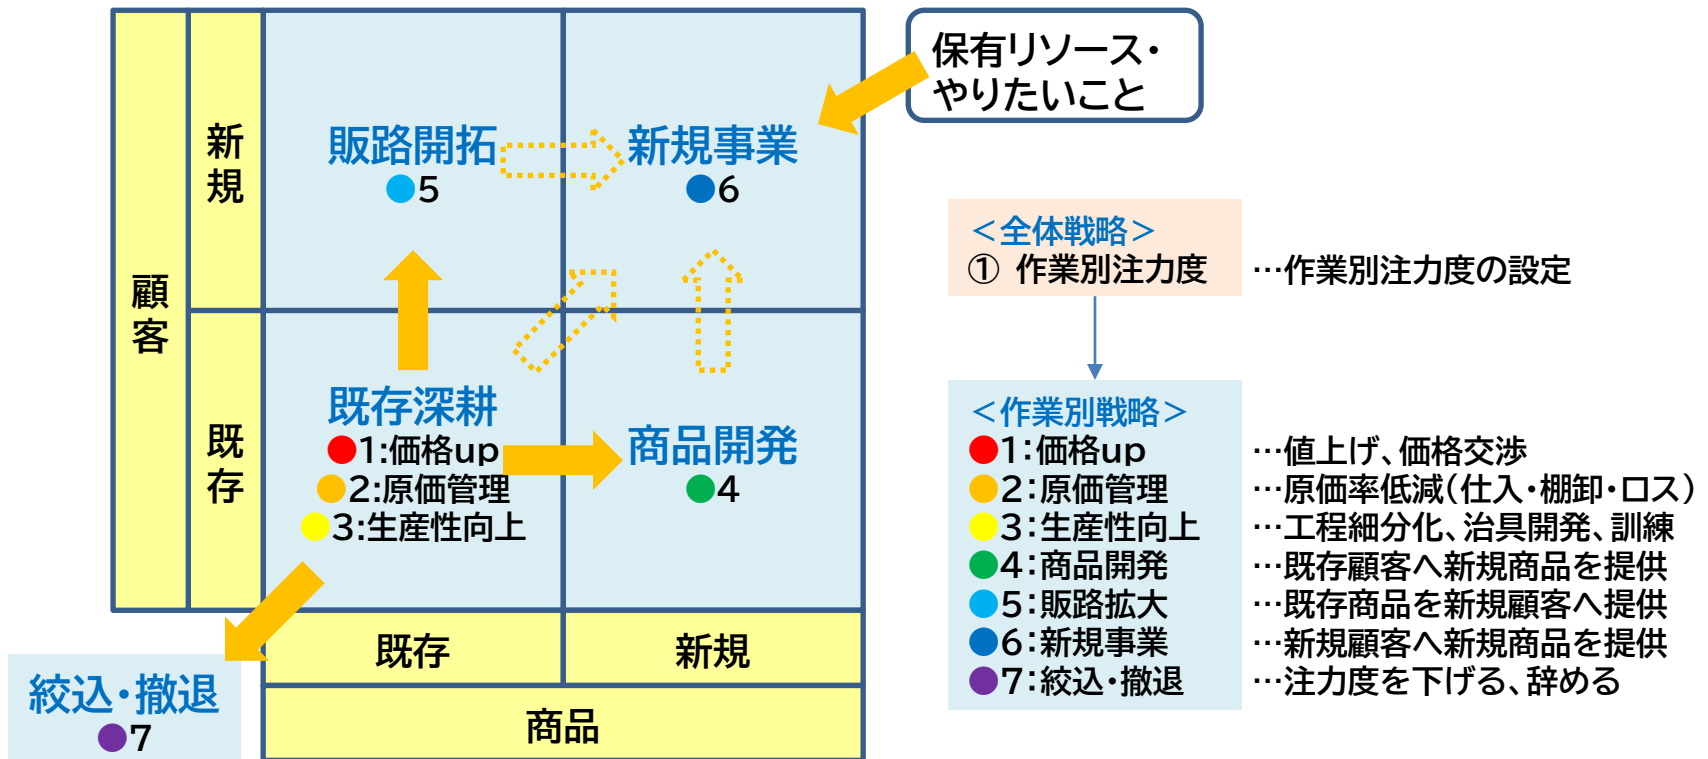 保有リソース・
やりたいこと
顧客
新規
既存
販路開拓
●5
新規事業
●6
既存深耕
●1:価格up
●2:原価管理
●3:生産性向上
商品開発
●4
既存
新規
商品
絞込・撤退
●7
＜全体戦略＞
① 作業別注力度 …作業別注力度の設定
＜作業別戦略＞
●1：価格up …値上げ、価格交渉
●2：原価管理 …原価率低減（仕入・棚卸・ロス）
●3：生産性向上 …工程細分化、治具開発、訓練
●4：商品開発 …既存顧客へ新規商品を提供
●5：販路拡大 …既存商品を新規顧客へ提供
●6：新規事業 …新規顧客へ新規商品を提供
●7：絞込・撤退 …注力度を下げる、辞める